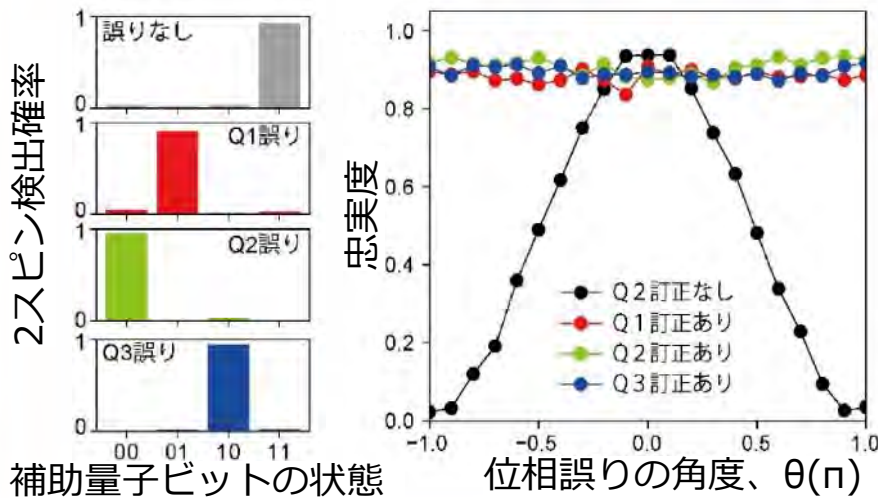 2スピン検出確率
1
誤りなし
0
1
Q1誤り
0
1
Q2誤り
0
1
Q3誤り
0
00 01 10 11
補助量子ビットの状態
忠実度
1.0
0.8
0.6
0.4
0.2
0.0
Q2訂正なし
Q1訂正あり
Q2訂正あり
Q3訂正あり
-1.0 -0.5 0.0 0.5 1.0
位相誤りの角度、θ(π)